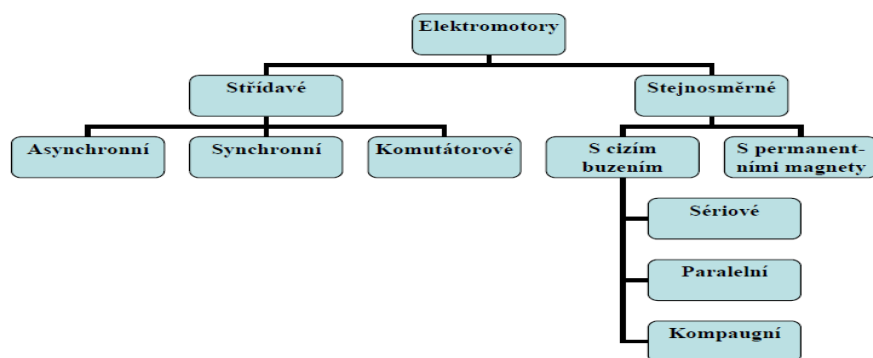 Elektromotory
Střídavé
Stejnosměrné
Asynchronní
Synchronní
Komutátorové
S cizím
buzením
S permanent-
ními magnety
Sériové
Paralelní
Kompaugní